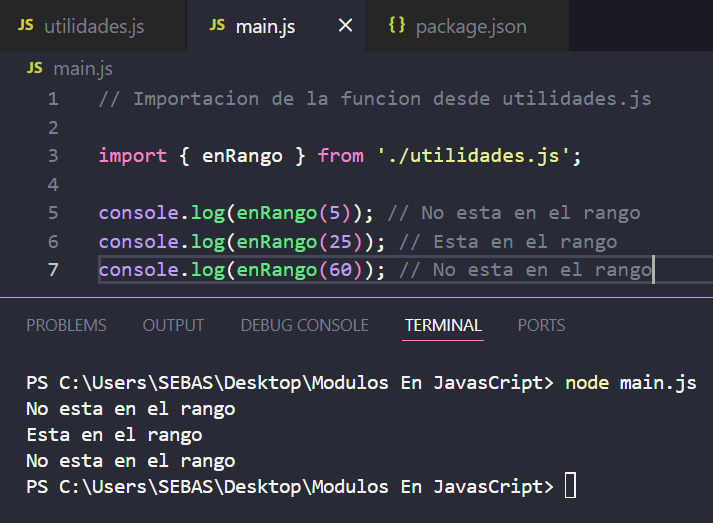 JS utilidades.js JS main.js × {} package.json
JS main.js
1 // Importacion de la funcion desde utilidades.js
2
3 import { enRango } from './utilidades.js';
4
5 console.log(enRango(5)); // No esta en el rango
6 console.log(enRango(25)); // Esta en el rango
7 console.log(enRango(60)); // No esta en el rango
PROBLEMS OUTPUT DEBUG CONSOLE TERMINAL PORTS
PS C:\Users\SEBAS\Desktop\Modulos En JavasCript> node main.js
No esta en el rango
Esta en el rango
No esta en el rango
PS C:\Users\SEBAS\Desktop\Modulos En JavasCript>